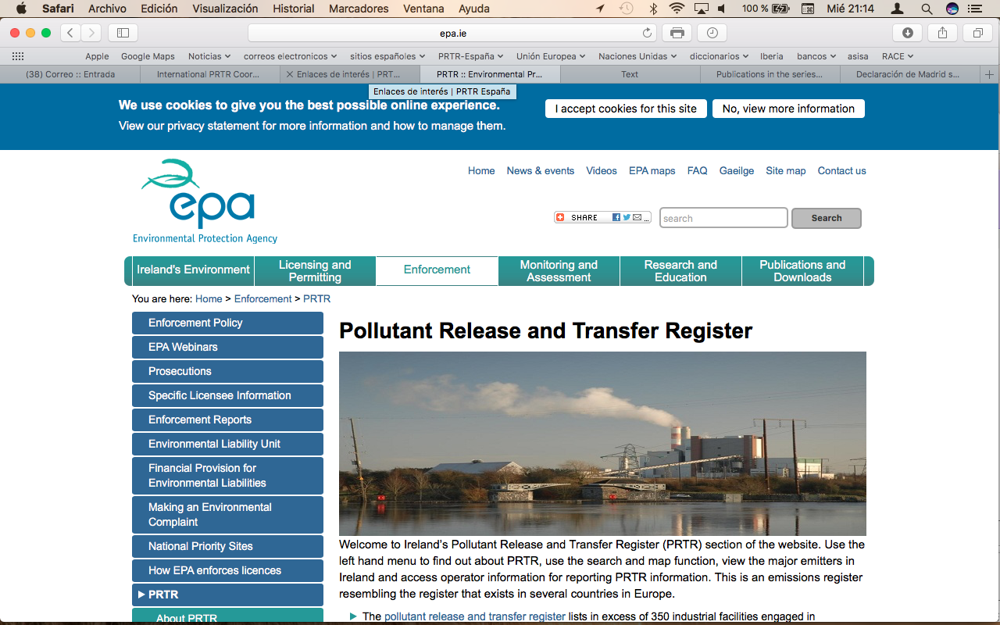 Safari Archivo Edición Visualización Historial Marcadores Ventana Ayuda 100 % Mié 21:14
epa.ie
Apple Google Maps Noticias correos electronicos sitios españoles PRTR-España Unión Europea Naciones Unidas diccionarios Iberia bancos asisa RACE
(38) Correo :: Entrada International PRTR Coor... Enlaces de interés | PRT... PRTR :: Environmental Pr... Text Publications in the series... Declaración de Madrid s...
Enlaces de interés | PRTR España
We use cookies to give you the best possible online experience.
View our privacy statement for more information and how to manage them.
I accept cookies for this site No, view more information
epa
Environmental Protection Agency
Home News & events Videos EPA maps FAQ Gaeilge Site map Contact us
SHARE ... search Search
Ireland's Environment
Licensing and
Permitting
Enforcement
Monitoring and
Assessment
Research and
Education
Publications and
Downloads
You are here: Home > Enforcement > PRTR
Enforcement Policy
EPA Webinars
Prosecutions
Specific Licensee Information
Enforcement Reports
Environmental Liability Unit
Financial Provision for
Environmental Liabilities
Making an Environmental
Complaint
National Priority Sites
How EPA enforces licences
PRTR
About PRTR
Pollutant Release and Transfer Register
Welcome to Ireland's Pollutant Release and Transfer Register (PRTR) section of the website. Use the
left hand menu to find out about PRTR, use the search and map function, view the major emitters in
Ireland and access operator information for reporting PRTR information. This is an emissions register
resembling the register that exists in several countries in Europe.
The pollutant release and transfer register lists in excess of 350 industrial facilities engaged in